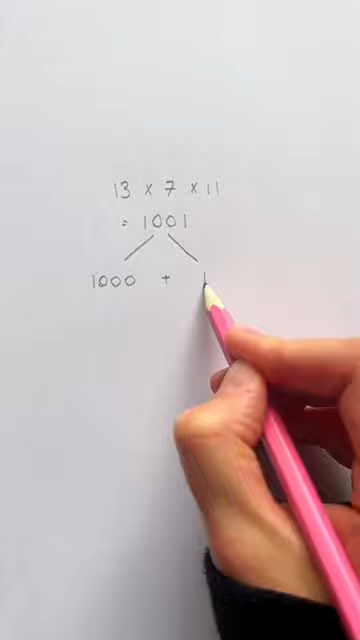 13 × 7 × 11
= 1001
1000 + 1